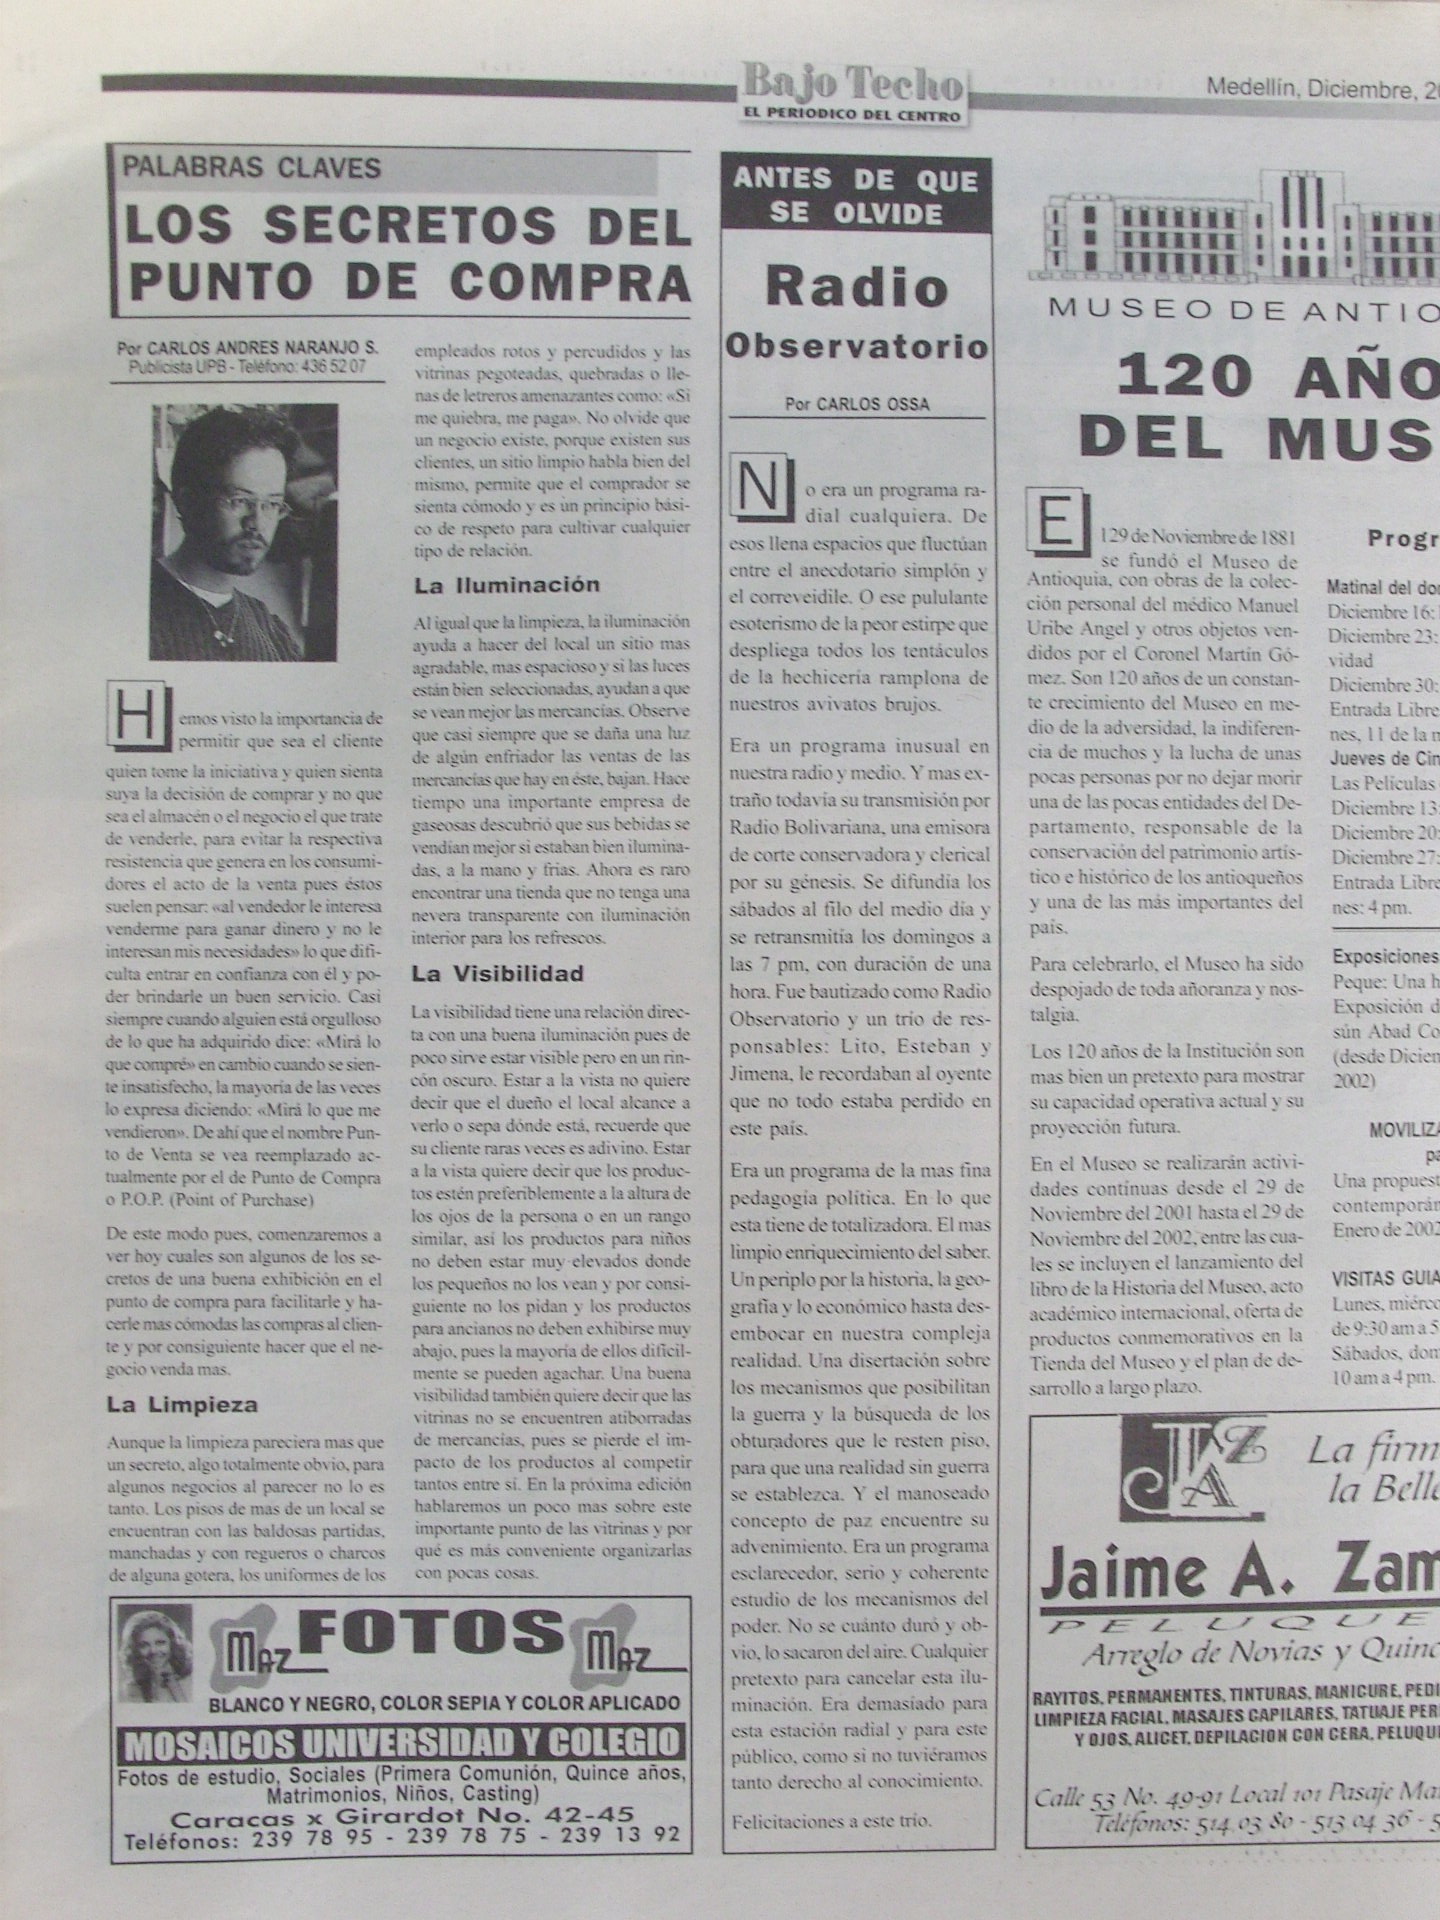 Bajo Techo
EL PERIODICO DEL CENTRO
Medellín, Diciembre, 20
PALABRAS CLAVES
LOS SECRETOS DEL
PUNTO DE COMPRA
Por CARLOS ANDRES NARANJO S.
Publicista UPB - Teléfono: 436 52 07
Hemos visto la importancia de
permitir que sea el cliente
quien tome la iniciativa y quien sienta
suya la decisión de comprar y no que
sea el almacén o el negocio el que trate
de venderle, para evitar la respectiva
resistencia que genera en los consumi-
dores el acto de la venta pues éstos
suelen pensar: «al vendedor le interesa
venderme para ganar dinero y no le
interesan mis necesidades» lo que difi-
culta entrar en confianza con él y po-
der brindarle un buen servicio. Casi
siempre cuando alguien está orgulloso
de lo que ha adquirido dice: «Mirá lo
que compré» en cambio cuando se sien-
te insatisfecho, la mayoría de las veces
lo expresa diciendo: «Mirá lo que me
vendieron». De ahí que el nombre Pun-
to de Venta se vea reemplazado ac-
tualmente por el de Punto de Compra
o P.O.P. (Point of Purchase)
De este modo pues, comenzaremos a
ver hoy cuales son algunos de los se-
cretos de una buena exhibición en el
punto de compra para facilitarle y ha-
cerle mas cómodas las compras al clien-
te y por consiguiente hacer que el ne-
gocio venda mas.
La Limpieza
Aunque la limpieza pareciera mas que
un secreto, algo totalmente obvio, para
algunos negocios al parecer no lo es
tanto. Los pisos de mas de un local se
encuentran con las baldosas partidas,
manchadas y con regueros o charcos
de alguna gotera, los uniformes de los
empleados rotos y percudidos y las
vitrinas pegoteadas, quebradas o lle-
nas de letreros amenazantes como: «Si
me quiebra, me paga». No olvide que
un negocio existe, porque existen sus
clientes, un sitio limpio habla bien del
mismo, permite que el comprador se
sienta cómodo y es un principio bási-
co de respeto para cultivar cualquier
tipo de relación.
La Iluminación
Al igual que la limpieza, la iluminación
ayuda a hacer del local un sitio mas
agradable, mas espacioso y si las luces
están bien seleccionadas, ayudan a que
se vean mejor las mercancías. Observe
que casi siempre que se daña una luz
de algún enfriador las ventas de las
mercancías que hay en éste, bajan. Hace
tiempo una importante empresa de
gaseosas descubrió que sus bebidas se
vendían mejor si estaban bien ilumina-
das, a la mano y frías. Ahora es raro
encontrar una tienda que no tenga una
nevera transparente con iluminación
interior para los refrescos.
La Visibilidad
La visibilidad tiene una relación direc-
ta con una buena iluminación pues de
poco sirve estar visible pero en un rin-
cón oscuro. Estar a la vista no quiere
decir que el dueño el local alcance a
verlo o sepa dónde está, recuerde que
su cliente raras veces es adivino. Estar
a la vista quiere decir que los produc-
tos estén preferiblemente a la altura de
los ojos de la persona o en un rango
similar, así los productos para niños
no deben estar muy elevados donde
los pequeños no los vean y por consi-
guiente no los pidan y los productos
para ancianos no deben exhibirse muy
abajo, pues la mayoría de ellos difícil-
mente se pueden agachar. Una buena
visibilidad también quiere decir que las
vitrinas no se encuentren atiborradas
de mercancías, pues se pierde el im-
pacto de los productos al competir
tantos entre sí. En la próxima edición
hablaremos un poco mas sobre este
importante punto de las vitrinas y por
qué es más conveniente organizarlas
con pocas cosas.
MAZ FOTOS MAZ
BLANCO Y NEGRO, COLOR SEPIA Y COLOR APLICADO
MOSAICOS UNIVERSIDAD Y COLEGIO
Fotos de estudio, Sociales (Primera Comunión, Quince años,
Matrimonios, Niños, Casting)
Caracas x Girardot No. 42-45
Teléfonos: 239 78 95 - 239 78 75 - 239 13 92
ANTES DE QUE
SE OLVIDE
Radio
Observatorio
Por CARLOS OSSA
No era un programa ra-
dial cualquiera. De
esos llena espacios que fluctúan
entre el anecdotario simplón y
el correveidile. O ese pululante
esoterismo de la peor estirpe que
despliega todos los tentáculos
de la hechicería ramplona de
nuestros avivatos brujos.
Era un programa inusual en
nuestra radio y medio. Y mas ex-
traño todavía su transmisión por
Radio Bolivariana, una emisora
de corte conservadora y clerical
por su génesis. Se difundía los
sábados al filo del medio día y
se retransmitía los domingos a
las 7 pm, con duración de una
hora. Fue bautizado como Radio
Observatorio y un trío de res-
ponsables: Lito, Esteban y
Jimena, le recordaban al oyente
que no todo estaba perdido en
este país.
Era un programa de la mas fina
pedagogía política. En lo que
esta tiene de totalizadora. El mas
limpio enriquecimiento del saber.
Un periplo por la historia, la geo-
grafía y lo económico hasta des-
embocar en nuestra compleja
realidad. Una disertación sobre
los mecanismos que posibilitan
la guerra y la búsqueda de los
obturadores que le resten piso,
para que una realidad sin guerra
se establezca. Y el manoseado
concepto de paz encuentre su
advenimiento. Era un programa
esclarecedor, serio y coherente
estudio de los mecanismos del
poder. No se cuánto duró y ob-
vio, lo sacaron del aire. Cualquier
pretexto para cancelar esta ilu-
minación. Era demasiado para
esta estación radial y para este
público, como si no tuviéramos
tanto derecho al conocimiento.
Felicitaciones a este trío.
MUSEO DE ANTIO
120 AÑO
DEL MUS
El 29 de Noviembre de 1881
se fundó el Museo de
Antioquia, con obras de la colec-
ción personal del médico Manuel
Uribe Angel y otros objetos ven-
didos por el Coronel Martín Gó-
mez. Son 120 años de un constan-
te crecimiento del Museo en me-
dio de la adversidad, la indiferen-
cia de muchos y la lucha de unas
pocas personas por no dejar morir
una de las pocas entidades del De-
partamento, responsable de la
conservación del patrimonio artís-
tico e histórico de los antioqueños
y una de las más importantes del
país.
Para celebrarlo, el Museo ha sido
despojado de toda añoranza y nos-
talgia.
Los 120 años de la Institución son
mas bien un pretexto para mostrar
su capacidad operativa actual y su
proyección futura.
En el Museo se realizarán activi-
dades contínuas desde el 29 de
Noviembre del 2001 hasta el 29 de
Noviembre del 2002, entre las cua-
les se incluyen el lanzamiento del
libro de la Historia del Museo, acto
académico internacional, oferta de
productos conmemorativos en la
Tienda del Museo y el plan de de-
sarrollo a largo plazo.
Progr
Matinal del do
Diciembre 16:
Diciembre 23:
vidad
Diciembre 30:
Entrada Libre
nes, 11 de la m
Jueves de Cin
Las Películas
Diciembre 13:
Diciembre 20:
Diciembre 27:
Entrada Libre
nes: 4 pm.
Exposiciones
Peque: Una h
Exposición d
sún Abad Co
(desde Diciem
2002)
MOVILIZA
pa
Una propuest
contemporán
Enero de 2002
VISITAS GUIA
Lunes, miérco
de 9:30 am a 5
Sábados, dom
10 am a 4 pm.
JAZ
La firm
la Belle
Jaime A. Zam
PELUQUE
Arreglo de Novias y Quinc
RAYITOS, PERMANENTES, TINTURAS, MANICURE, PEDI
LIMPIEZA FACIAL, MASAJES CAPILARES, TATUAJE PER
Y OJOS, ALICET, DEPILACION CON CERA, PELUQU
Calle 53 No. 49-91 Local 101 Pasaje Ma
Teléfonos: 514 03 80 - 513 04 36 - 5